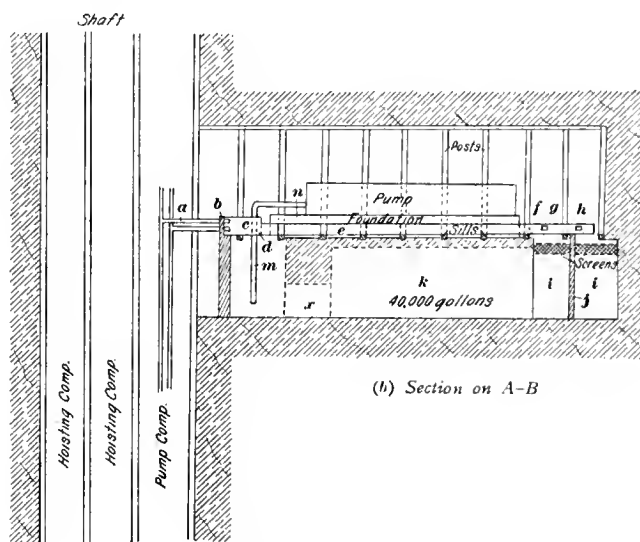 Shaft
Posts
n
Pump
a
b
f g h
c
Foundation
d
e
Sills
m
Screens
k
i
i
x
40,000 gallons
j
(h) Section on A-B
Hoisting Comp.
Hoisting Comp.
Pump Comp.